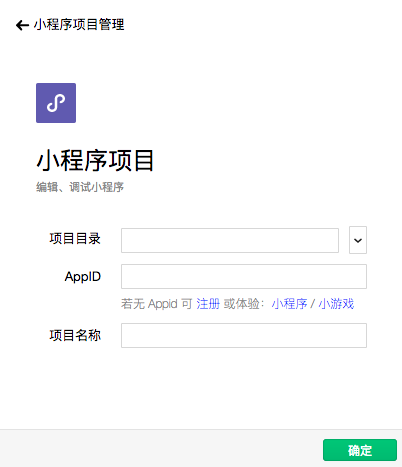 小程序项目管理
小程序项目
编辑、调试小程序
项目目录
AppID
若无 Appid 可 注册 或体验：小程序 / 小游戏
项目名称
确定